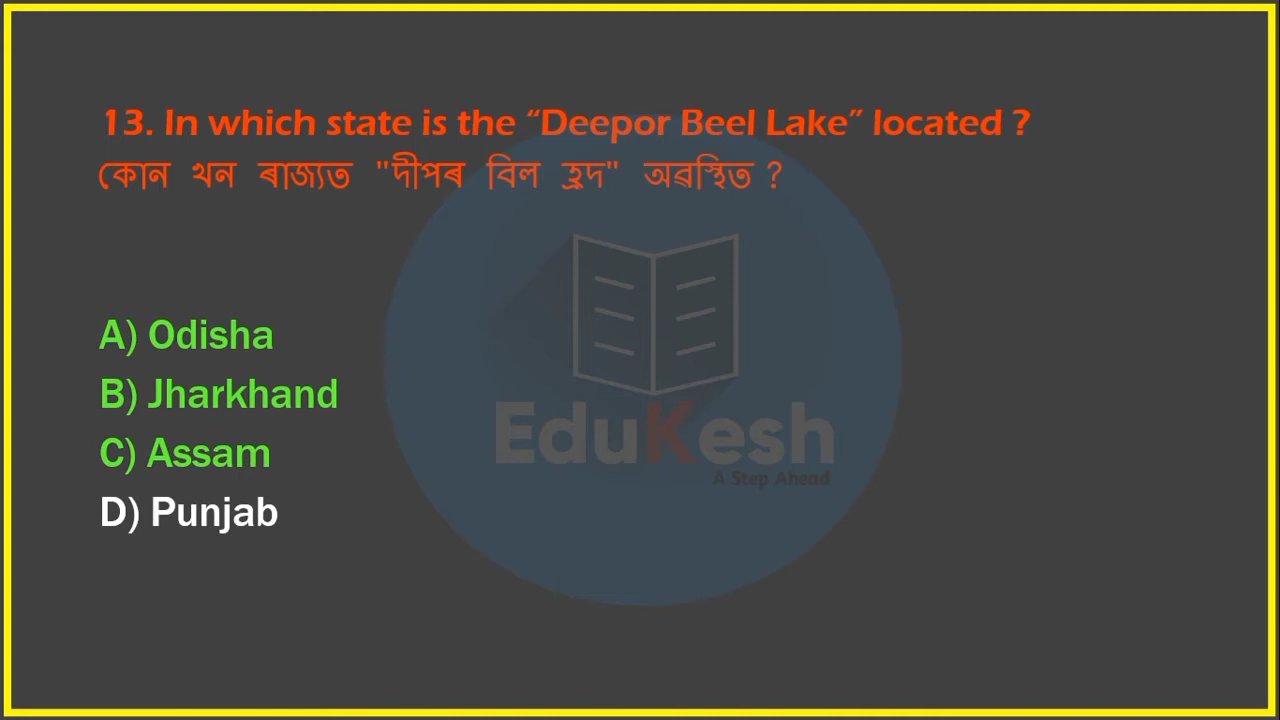 13. In which state is the “Deepor Beel Lake” located ?
কোন খন ৰাজ্যত "দীপৰ বিল হ্ৰদ" অৱস্থিত ?
A) Odisha
B) Jharkhand
C) Assam
D) Punjab
EduKesh
A Step Ahead